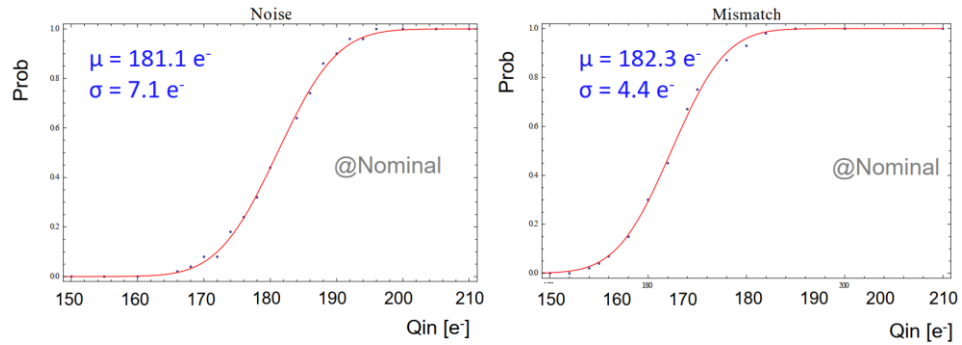 Noise
Prob
μ = 181.1 e-
σ = 7.1 e-
@Nominal
1.0
0.8
0.6
0.4
0.2
0.0
150 160 170 180 190 200 210
Qin [e-]
Mismatch
Prob
μ = 182.3 e-
σ = 4.4 e-
@Nominal
1.0
0.8
0.6
0.4
0.2
0.0
180 200
150 160 170 180 190 200 210
Qin [e-]